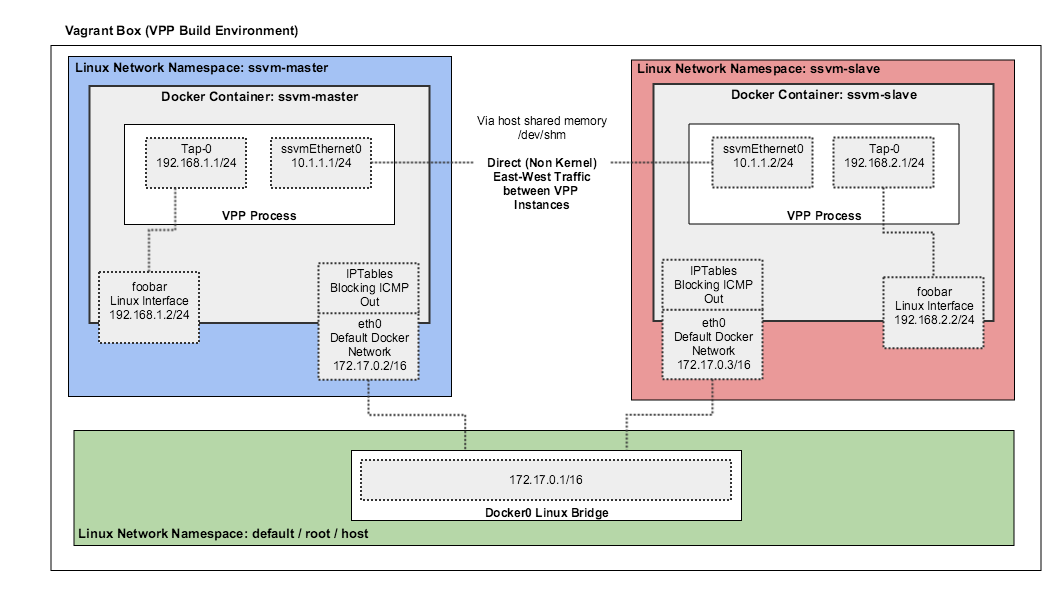 Vagrant Box (VPP Build Environment)
Linux Network Namespace: ssvm-master
Docker Container: ssvm-master
Tap-0
192.168.1.1/24
ssvmEthernet0
10.1.1.1/24
VPP Process
foobar
Linux Interface
192.168.1.2/24
IPTables
Blocking ICMP
Out
eth0
Default Docker
Network
172.17.0.2/16
Via host shared memory
/dev/shm
Direct (Non Kernel)
East-West Traffic
between VPP
Instances
Linux Network Namespace: ssvm-slave
Docker Container: ssvm-slave
ssvmEthernet0
10.1.1.2/24
Tap-0
192.168.2.1/24
VPP Process
IPTables
Blocking ICMP
Out
eth0
Default Docker
Network
172.17.0.3/16
foobar
Linux Interface
192.168.2.2/24
172.17.0.1/16
Docker0 Linux Bridge
Linux Network Namespace: default / root / host